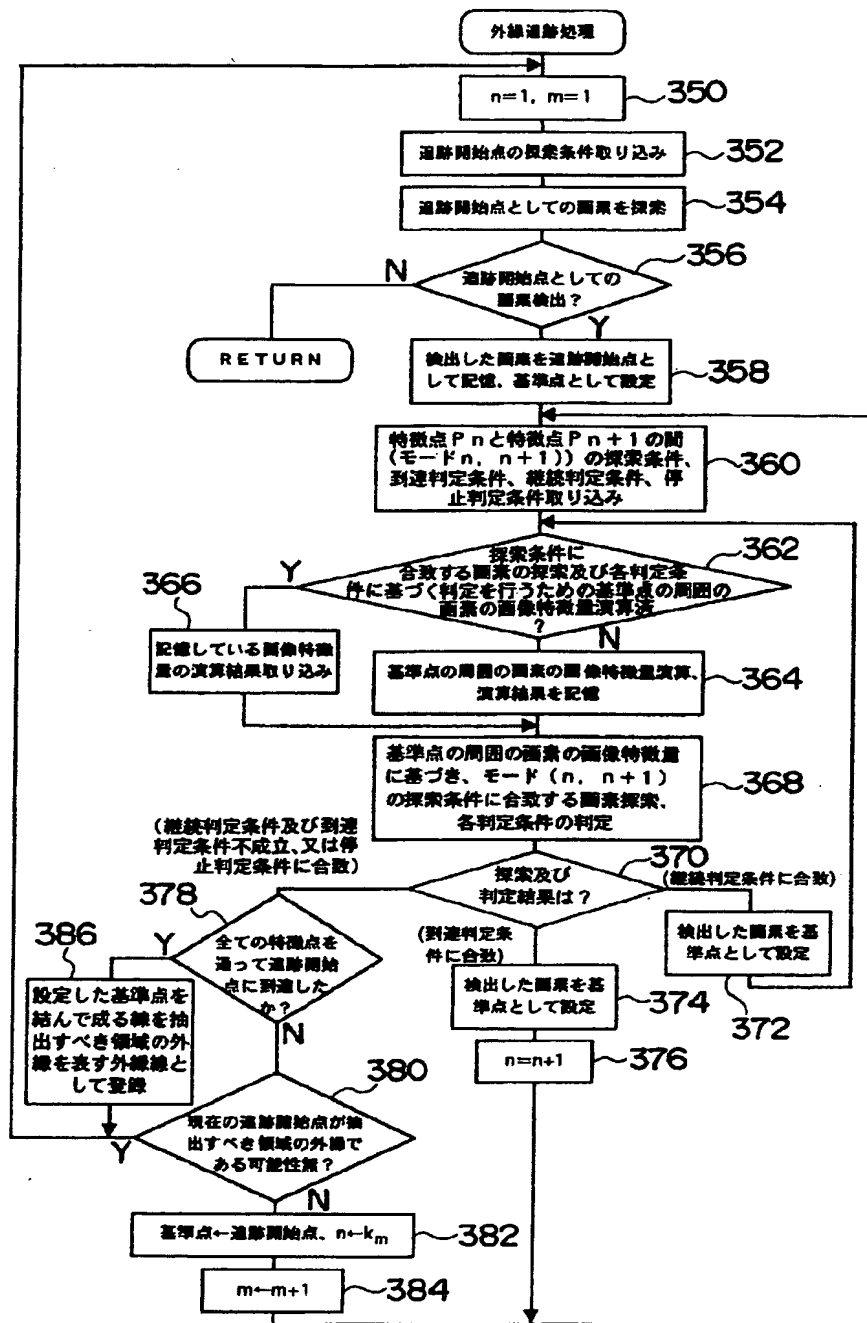 外縁追跡処理
n=1, m=1
350
追跡開始点の探索条件取り込み
352
追跡開始点としての画素を探索
354
356
N
追跡開始点としての
画素検出?
Y
RETURN
検出した画素を追跡開始点と
して記憶、基準点として設定
358
特徴点Pnと特徴点Pn+1の間
(モードn, n+1))の探索条件、
到達判定条件、継続判定条件、停
止判定条件取り込み
360
362
探索条件に
合致する画素の探索及び各判定条
件に基づく判定を行うための基準点の周囲の
画素の画像特徴量演算済
?
Y
N
366
記憶している画像特徴
量の演算結果取り込み
基準点の周囲の画素の画像特徴量演算、
演算結果を記憶
364
基準点の周囲の画素の画像特徴量
に基づき、モード(n, n+1)
の探索条件に合致する画素探索、
各判定条件の判定
368
(継続判定条件及び到達
判定条件不成立、又は停
止判定条件に合致)
370
探索及び
判定結果は?
(継続判定条件に合致)
検出した画素を基
準点として設定
372
(到達判定条
件に合致)
検出した画素を基
準点として設定
374
n=n+1
376
378
全ての特徴点を
通って追跡開始
点に到達した
か?
Y
N
386
設定した基準点を
結んで成る線を抽
出すべき領域の外
縁を表す外縁線と
して登録
380
現在の追跡開始点が抽
出すべき領域の外縁で
ある可能性無?
Y
N
基準点←追跡開始点、n←km
382
m←m+1
384